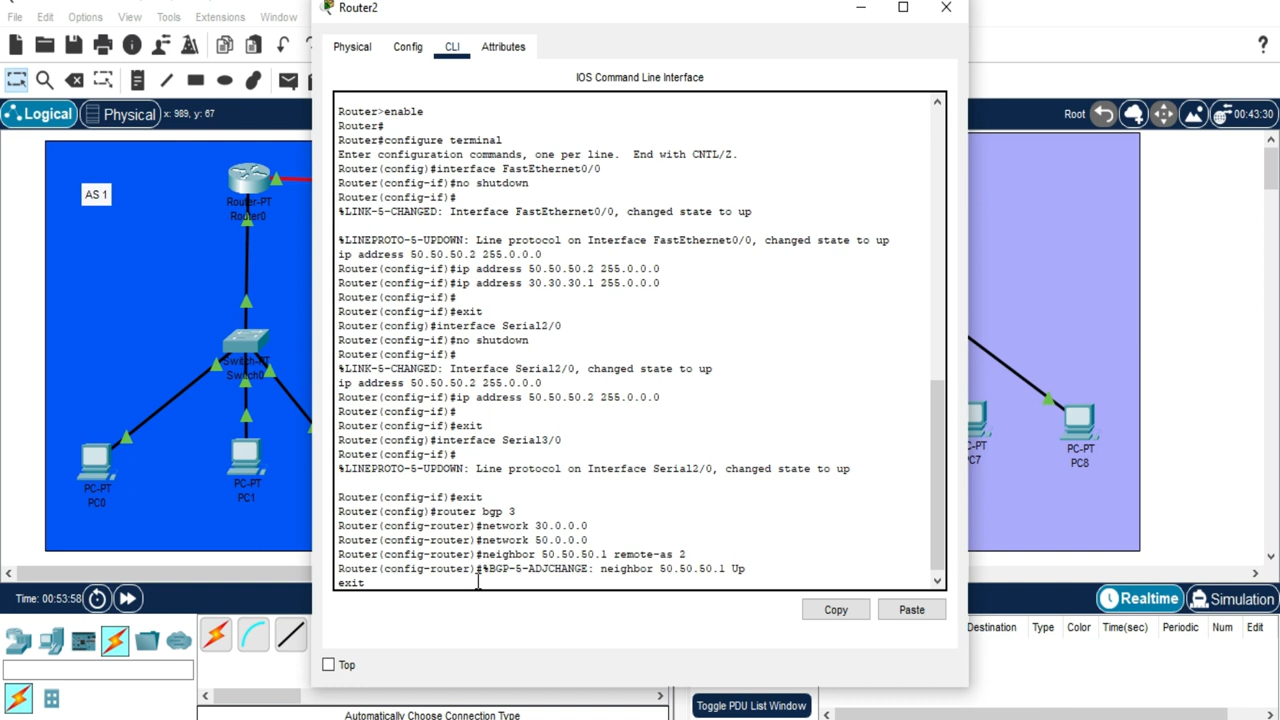 Router2
File Edit Options View Tools Extensions Window
Physical Config CLI Attributes
IOS Command Line Interface
Logical Physical x: 989, y: 67
Root 00:43:30
Router>enable
Router#
Router#configure terminal
Enter configuration commands, one per line.  End with CNTL/Z.
Router(config)#interface FastEthernet0/0
Router(config-if)#no shutdown
Router(config-if)#
%LINK-5-CHANGED: Interface FastEthernet0/0, changed state to up
%LINEPROTO-5-UPDOWN: Line protocol on Interface FastEthernet0/0, changed state to up
ip address 50.50.50.2 255.0.0.0
Router(config-if)#ip address 50.50.50.2 255.0.0.0
Router(config-if)#ip address 30.30.30.1 255.0.0.0
Router(config-if)#
Router(config-if)#exit
Router(config)#interface Serial2/0
Router(config-if)#no shutdown
Router(config-if)#
%LINK-5-CHANGED: Interface Serial2/0, changed state to up
ip address 50.50.50.2 255.0.0.0
Router(config-if)#ip address 50.50.50.2 255.0.0.0
Router(config-if)#
Router(config-if)#exit
Router(config)#interface Serial3/0
Router(config-if)#
%LINEPROTO-5-UPDOWN: Line protocol on Interface Serial2/0, changed state to up
Router(config-if)#exit
Router(config)#router bgp 3
Router(config-router)#network 30.0.0.0
Router(config-router)#network 50.0.0.0
Router(config-router)#neighbor 50.50.50.1 remote-as 2
Router(config-router)#%BGP-5-ADJCHANGE: neighbor 50.50.50.1 Up
exit
Copy Paste
Top
AS 1
Router-PT
Router0
Switch-PT
Switch0
PC-PT
PC0
PC-PT
PC1
PC-PT
PC8
Time: 00:53:58
Realtime Simulation
Destination Type Color Time(sec) Periodic Num Edit
Toggle PDU List Window
Automatically Choose Connection Type